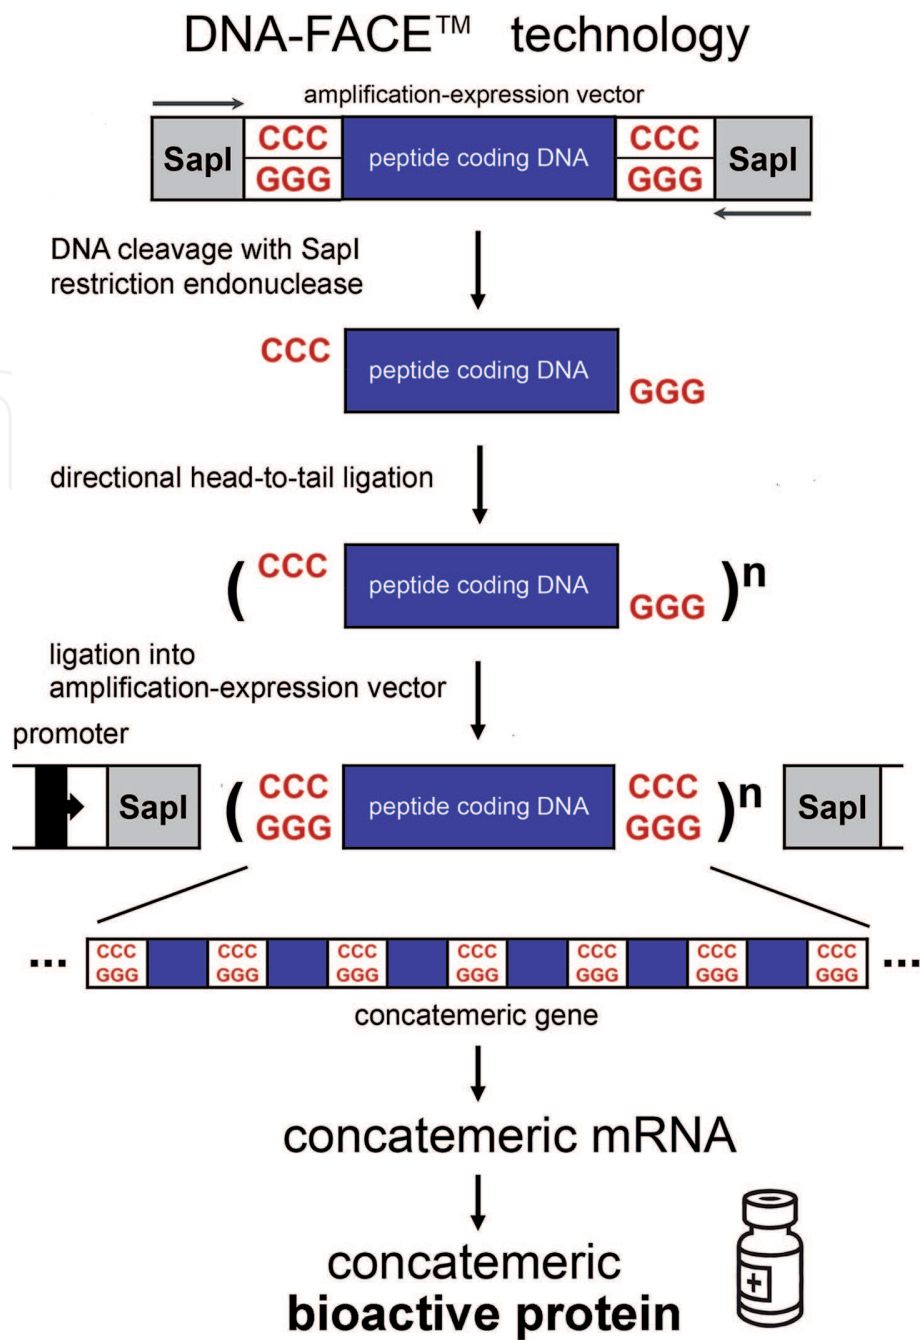 DNA-FACE™ technology
amplification-expression vector
SapI CCC peptide coding DNA CCC SapI
GGG GGG
DNA cleavage with SapI
restriction endonuclease
CCC peptide coding DNA
GGG
directional head-to-tail ligation
( CCC peptide coding DNA GGG )n
ligation into
amplification-expression vector
promoter
SapI ( CCC peptide coding DNA CCC )n SapI
GGG GGG
... CCC CCC CCC CCC CCC CCC CCC ...
GGG GGG GGG GGG GGG GGG GGG
concatemeric gene
concatemeric mRNA
concatemeric
bioactive protein
+